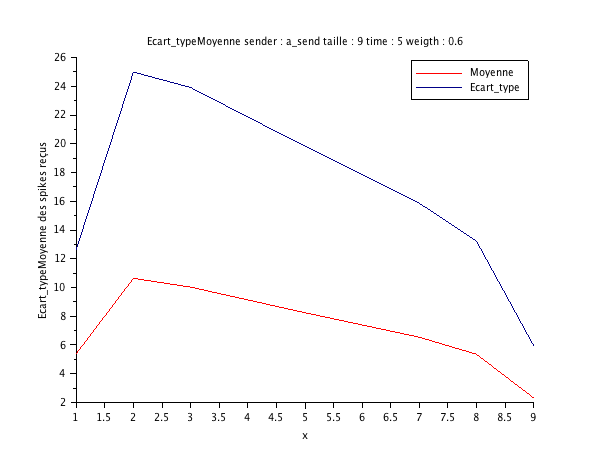 Ecart_typeMoyenne sender : a_send taille : 9 time : 5 weigth : 0.6
Moyenne
Ecart_type
Ecart_typeMoyenne des spikes reçus
26
24
22
20
18
16
14
12
10
8
6
4
2
1 1.5 2 2.5 3 3.5 4 4.5 5 5.5 6 6.5 7 7.5 8 8.5 9
x